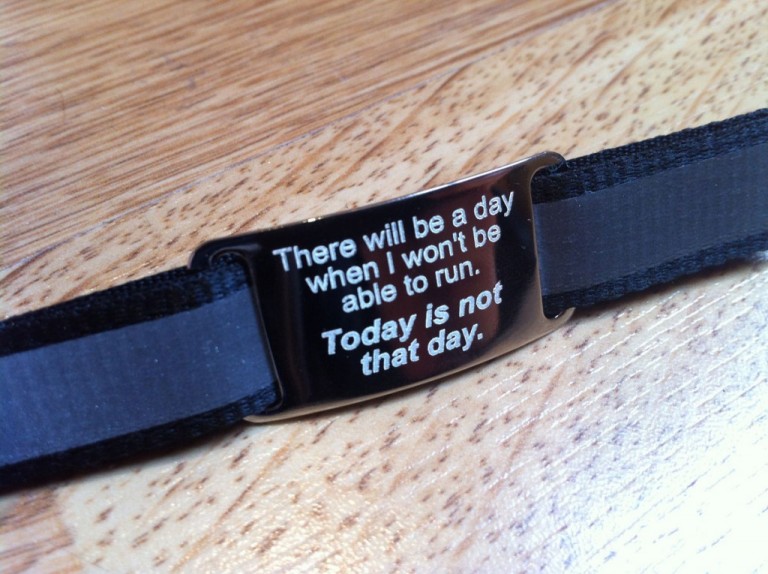 There will be a day
when I won't be
able to run.
Today is not
that day.